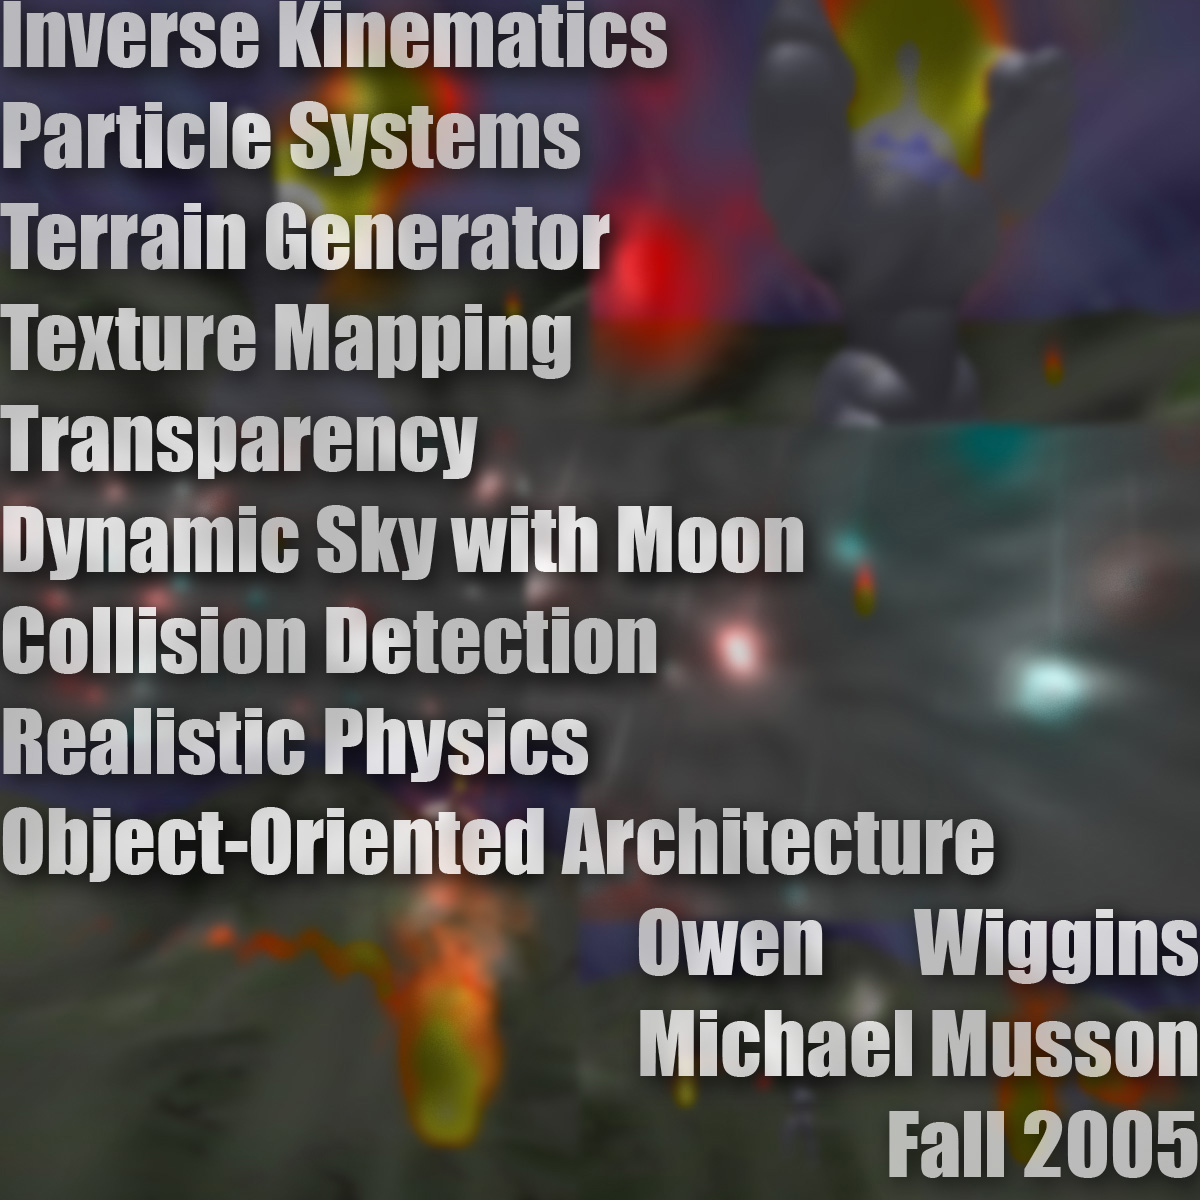 Inverse Kinematics
Particle Systems
Terrain Generator
Texture Mapping
Transparency
Dynamic Sky with Moon
Collision Detection
Realistic Physics
Object-Oriented Architecture
Owen Wiggins
Michael Musson
Fall 2005